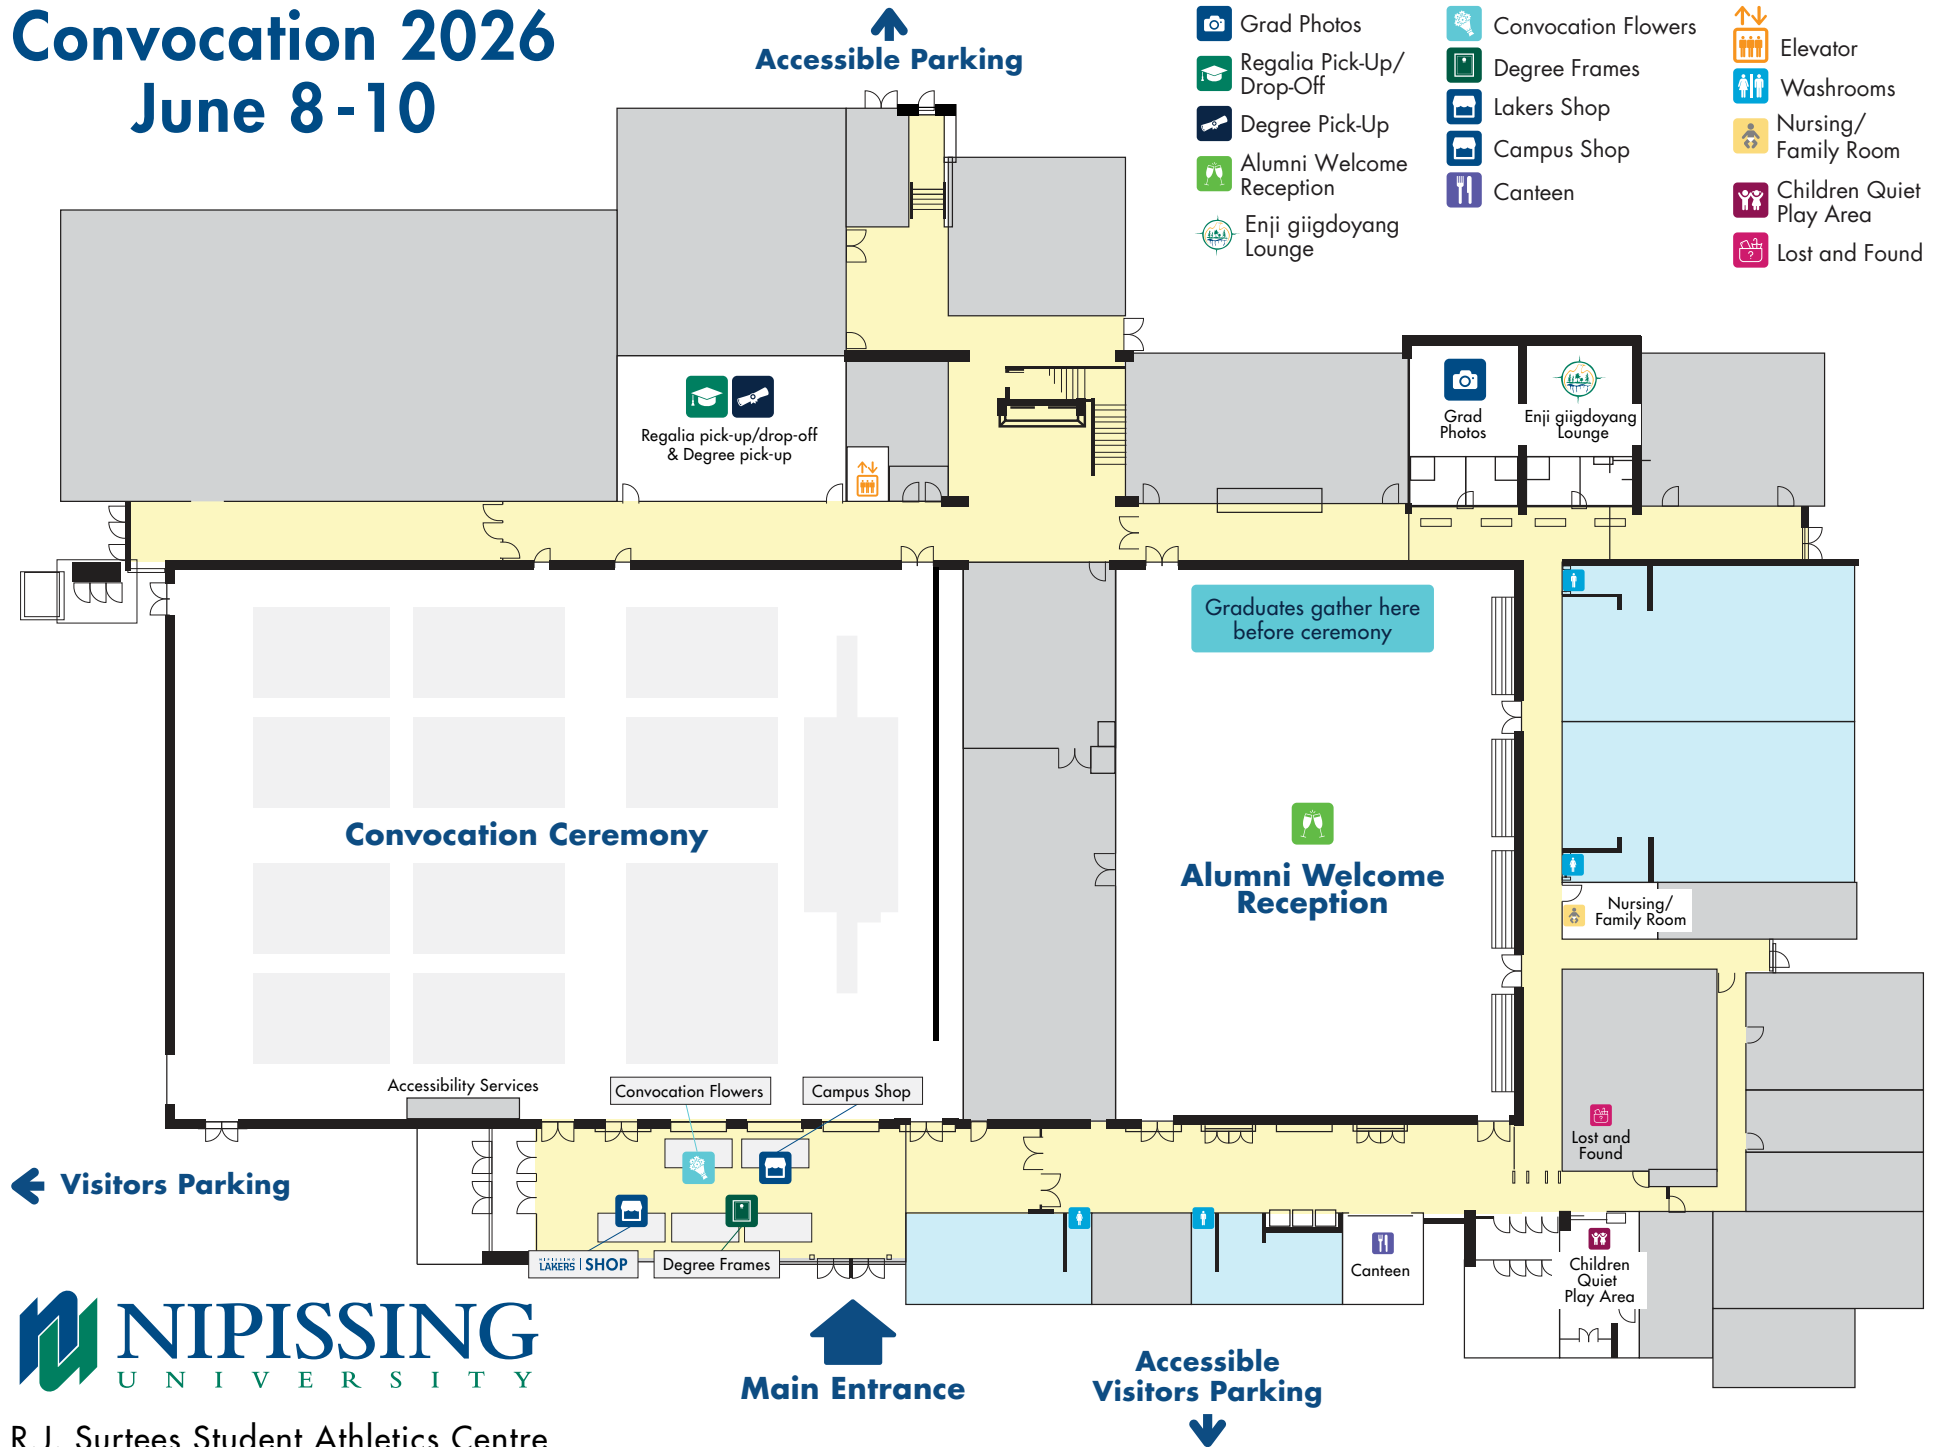 Convocation 2026
June 8-10
Accessible Parking
Grad Photos
Regalia Pick-Up/
Drop-Off
Degree Pick-Up
Alumni Welcome
Reception
Enji giigdoyang
Lounge
Convocation Flowers
Degree Frames
Lakers Shop
Campus Shop
Canteen
Elevator
Washrooms
Nursing/
Family Room
Children Quiet
Play Area
Lost and Found
Regalia pick-up/drop-off
& Degree pick-up
Grad
Photos
Enji giigdoyang
Lounge
Graduates gather here
before ceremony
Convocation Ceremony
Alumni Welcome
Reception
Nursing/
Family Room
Accessibility Services
Convocation Flowers
Campus Shop
Lost and
Found
Visitors Parking
LAKERS | SHOP
Degree Frames
Canteen
Children
Quiet
Play Area
NIPISSING
UNIVERSITY
Main Entrance
Accessible
Visitors Parking
R.J. Surtees Student Athletics Centre